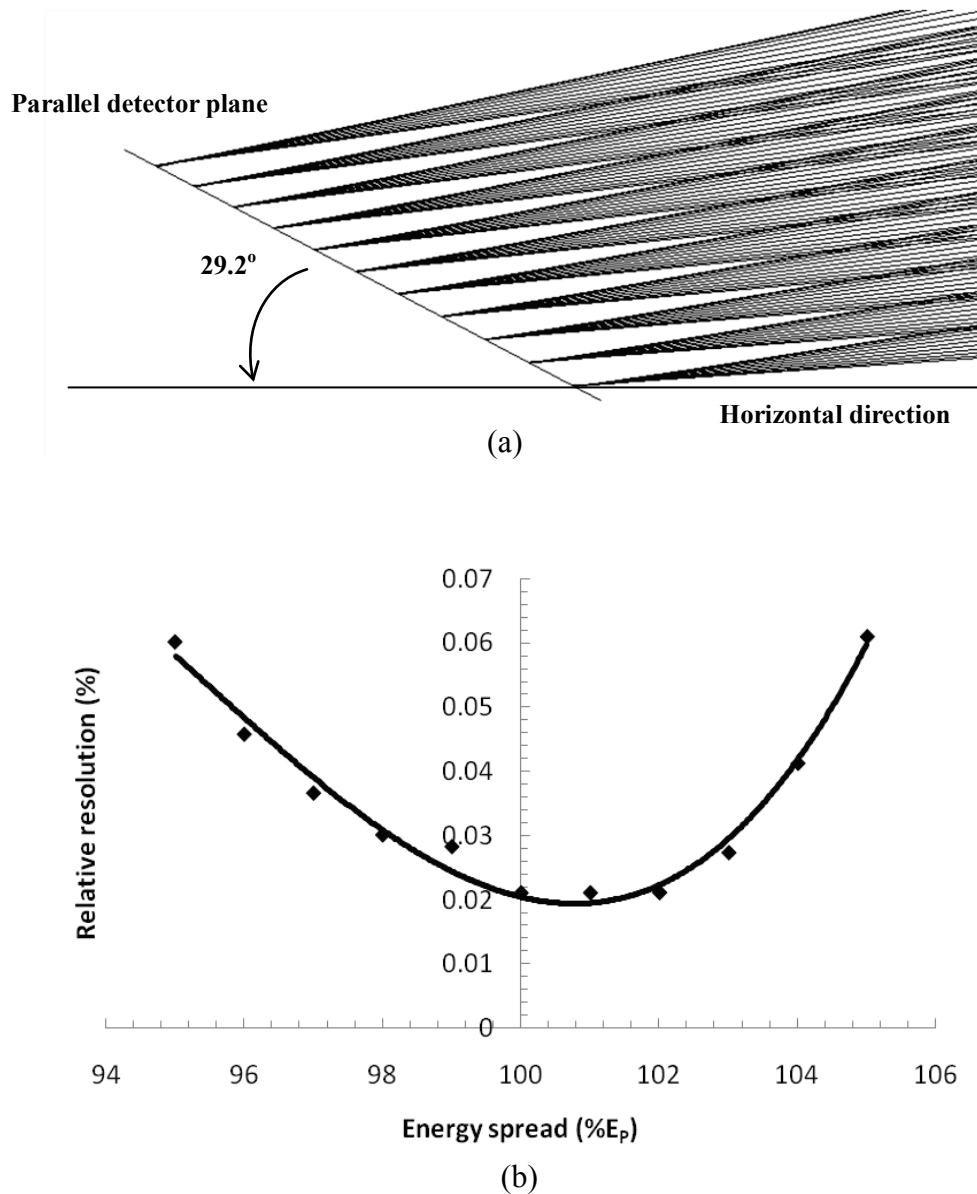 Parallel detector plane
29.2°
Horizontal direction
(a)
0.07
0.06
0.05
0.04
0.03
0.02
0.01
0
Relative resolution (%)
94 96 98 100 102 104 106
Energy spread (%E_P)
(b)